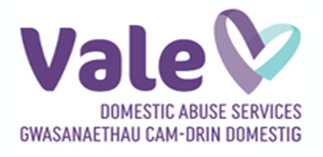 Vale
DOMESTIC ABUSE SERVICES
GWASANAETHAU CAM-DRIN DOMESTIG